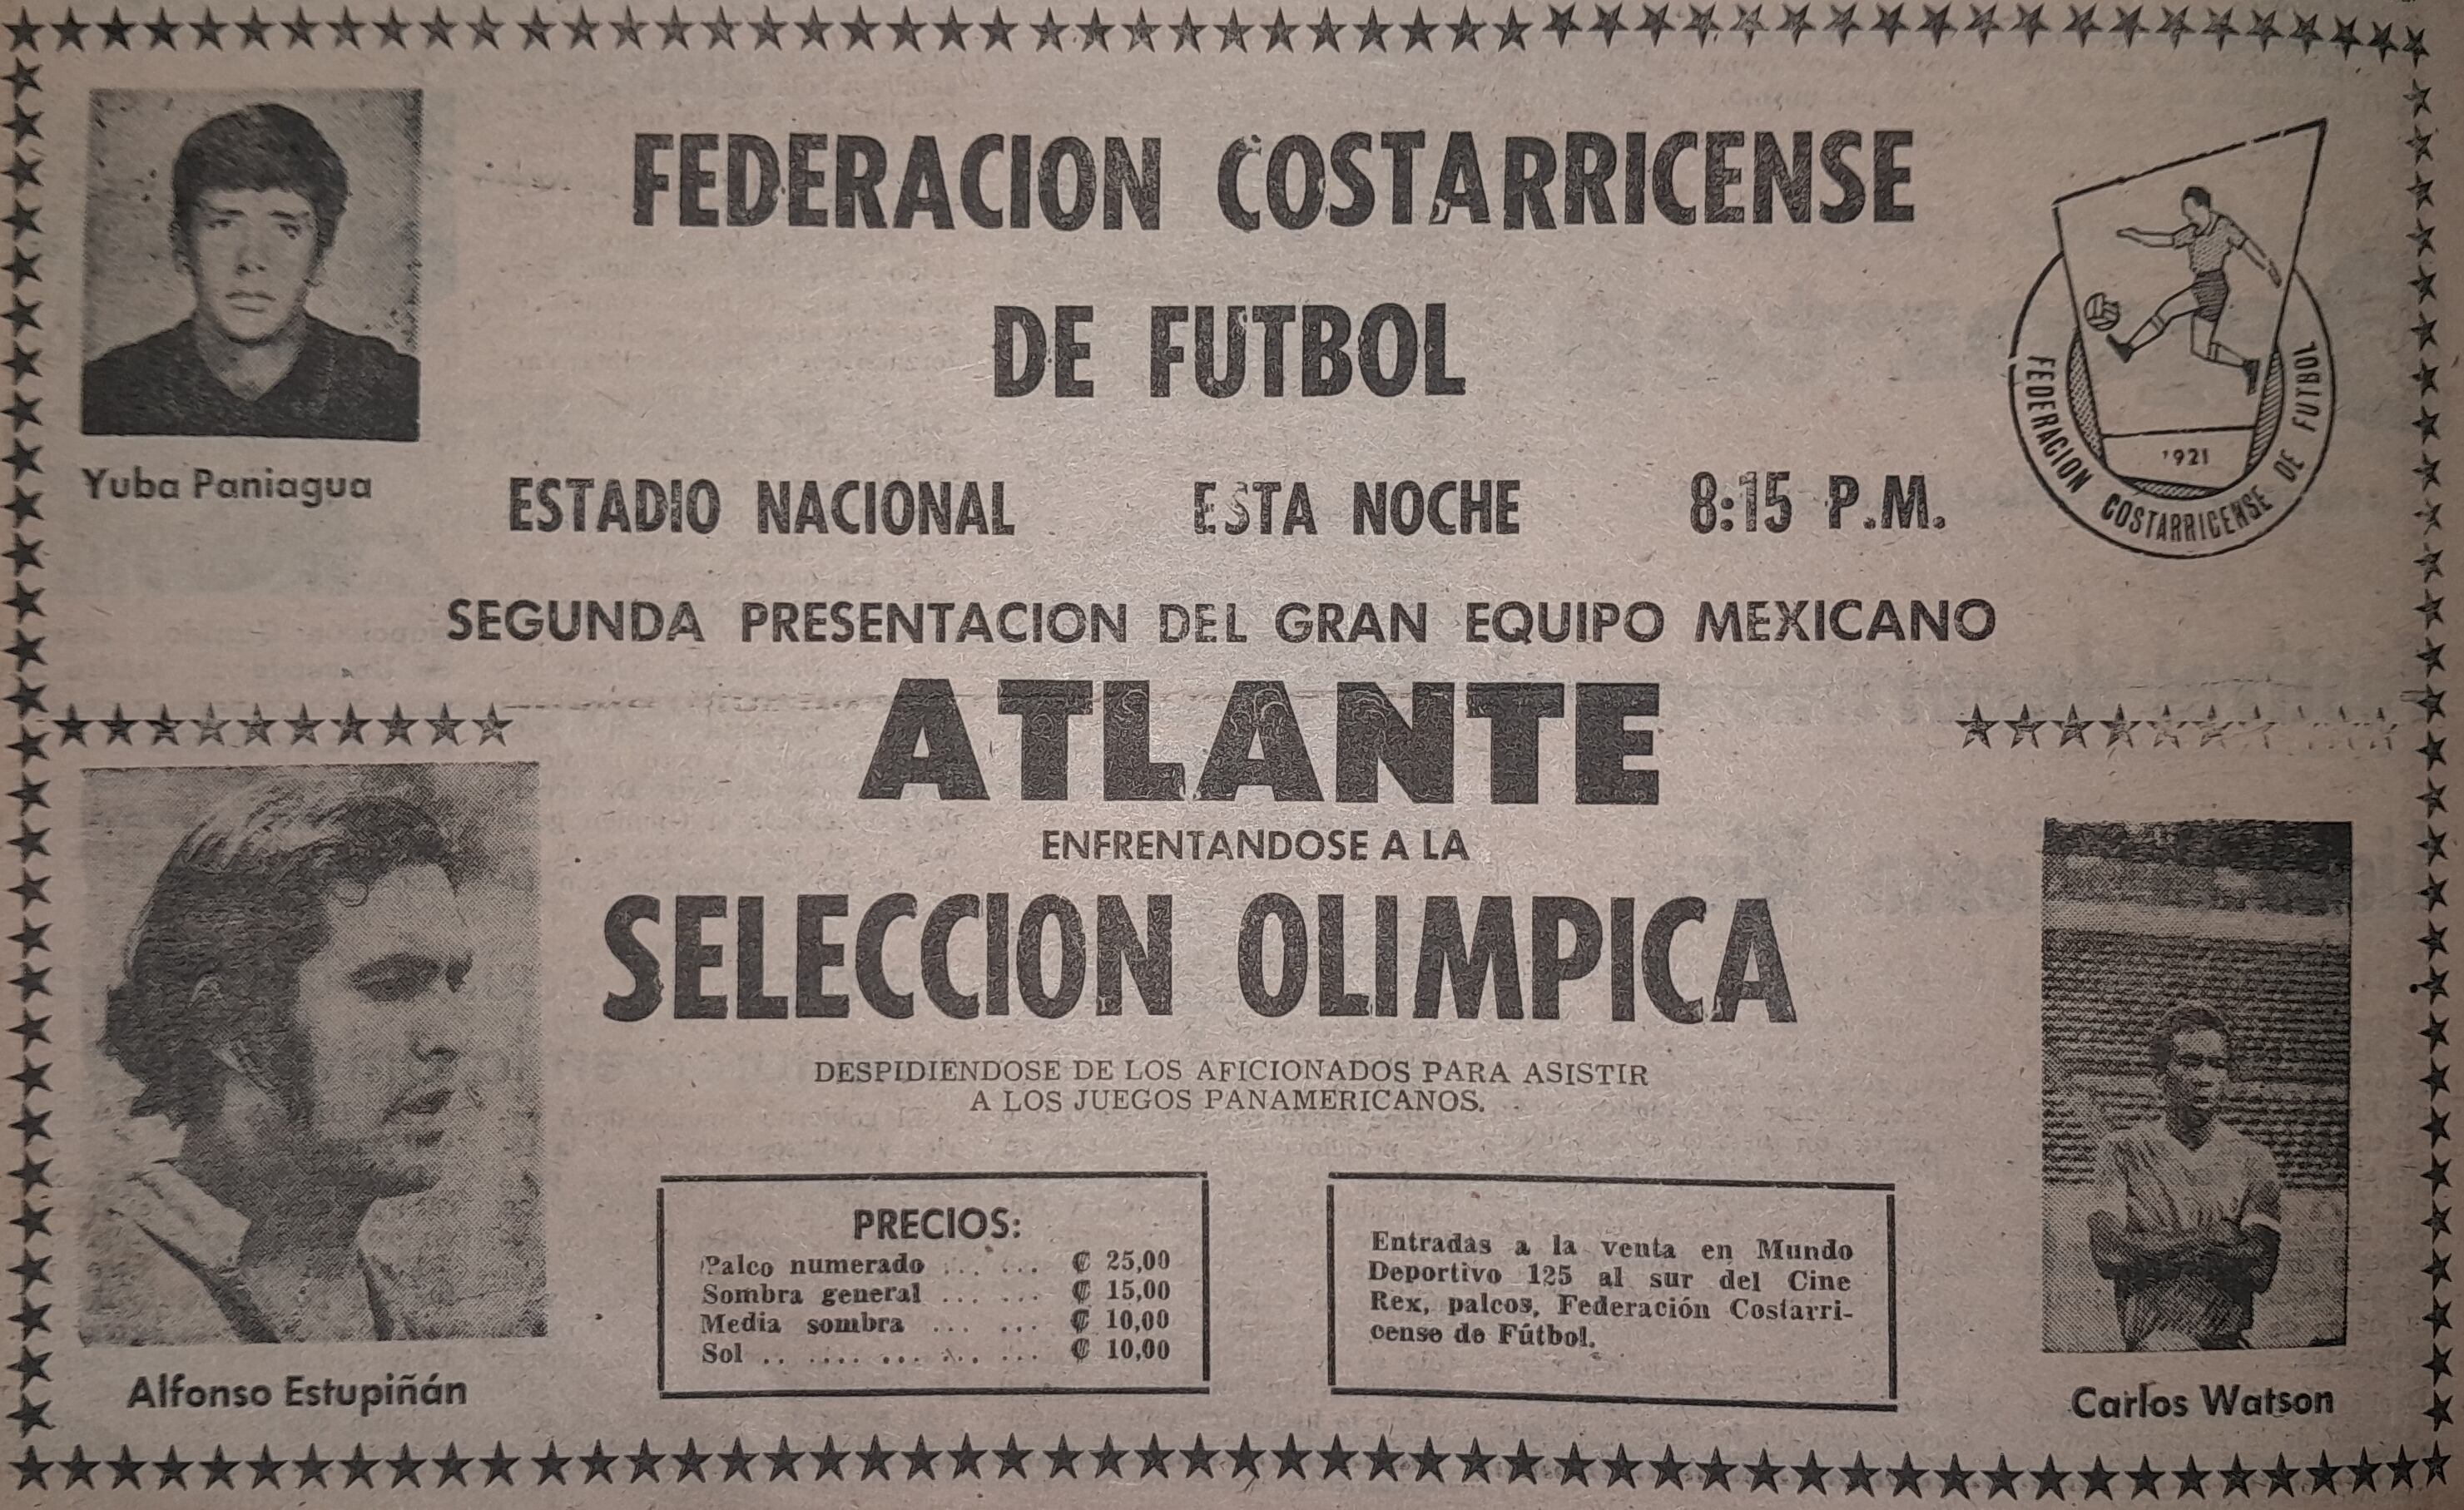 FEDERACION COSTARRICENSE
DE FUTBOL
Yuba Paniagua
ESTADIO NACIONAL ESTA NOCHE 8:15 P.M.
1921
FEDERACION COSTARRICENSE DE FUTBOL
SEGUNDA PRESENTACION DEL GRAN EQUIPO MEXICANO
ATLANTE
ENFRENTANDOSE A LA
SELECCION OLIMPICA
DESPIDIENDOSE DE LOS AFICIONADOS PARA ASISTIR
A LOS JUEGOS PANAMERICANOS.
PRECIOS:
Palco numerado ... ... ₡ 25,00
Sombra general ... ... ₡ 15,00
Media sombra ... ... ₡ 10,00
Sol .. .... ... ... ... ₡ 10,00
Entradas a la venta en Mundo
Deportivo 125 al sur del Cine
Rex, palcos, Federación Costarri-
cense de Fútbol.
Alfonso Estupiñán
Carlos Watson